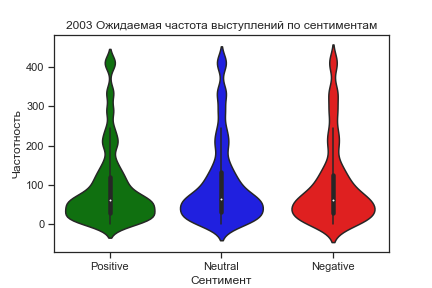 2003 Ожидаемая частота выступлений по сентиментам
400
300
200
100
0
Частотность
Positive Neutral Negative
Сентимент